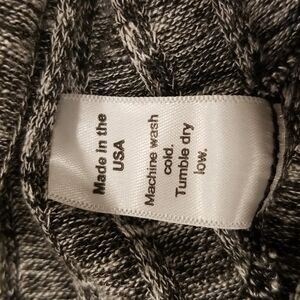 Made in the
USA
Machine wash
cold.
Tumble dry
low.